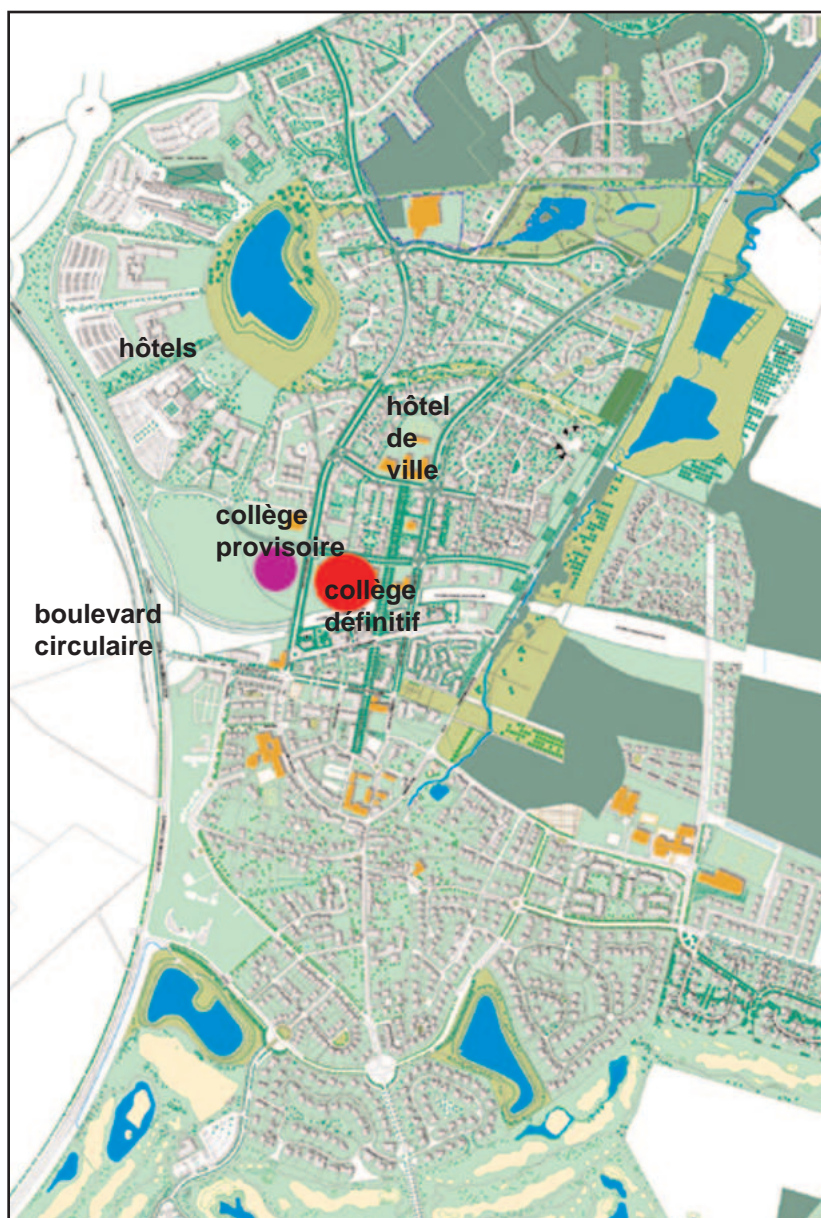 hôtels
hôtel
de
ville
collège
provisoire
collège
définitif
boulevard
circulaire